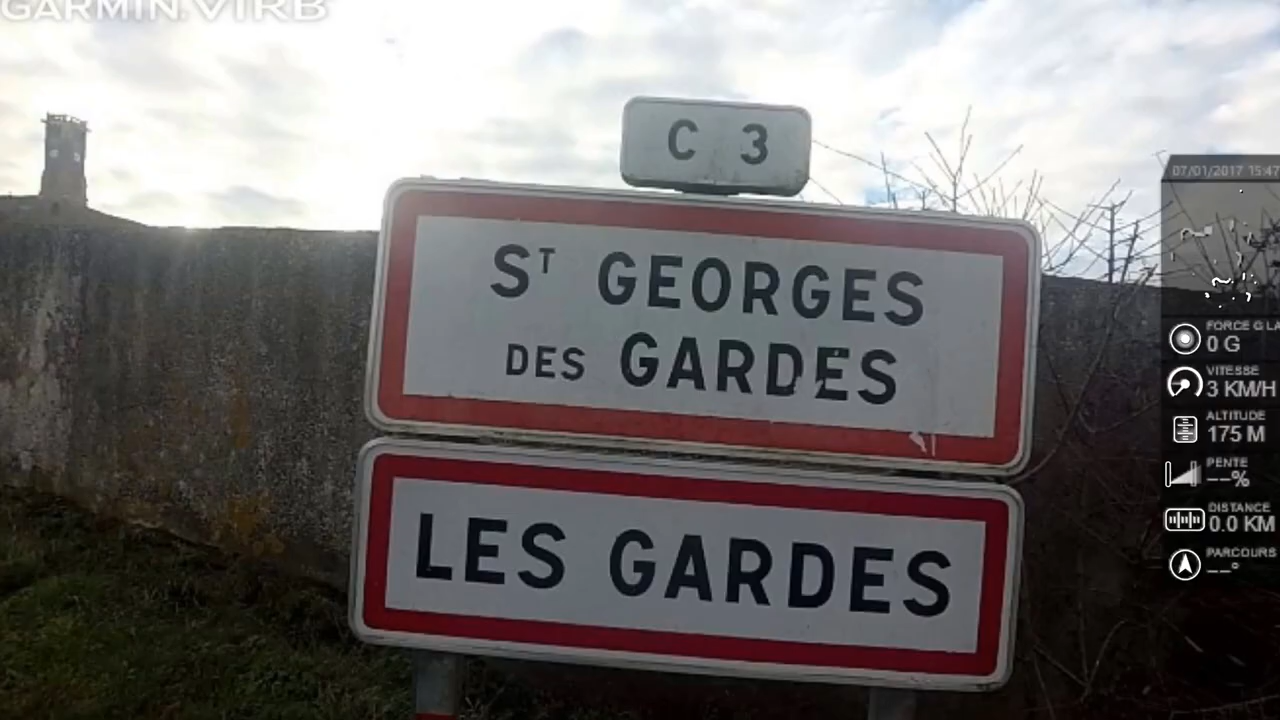 GARMIN.VIRB
C 3
ST GEORGES
DES GARDES
LES GARDES
07/01/2017 15:47
FORCE G LA
0 G
VITESSE
3 KM/H
ALTITUDE
175 M
PENTE
--%
DISTANCE
0.0 KM
PARCOURS
--°